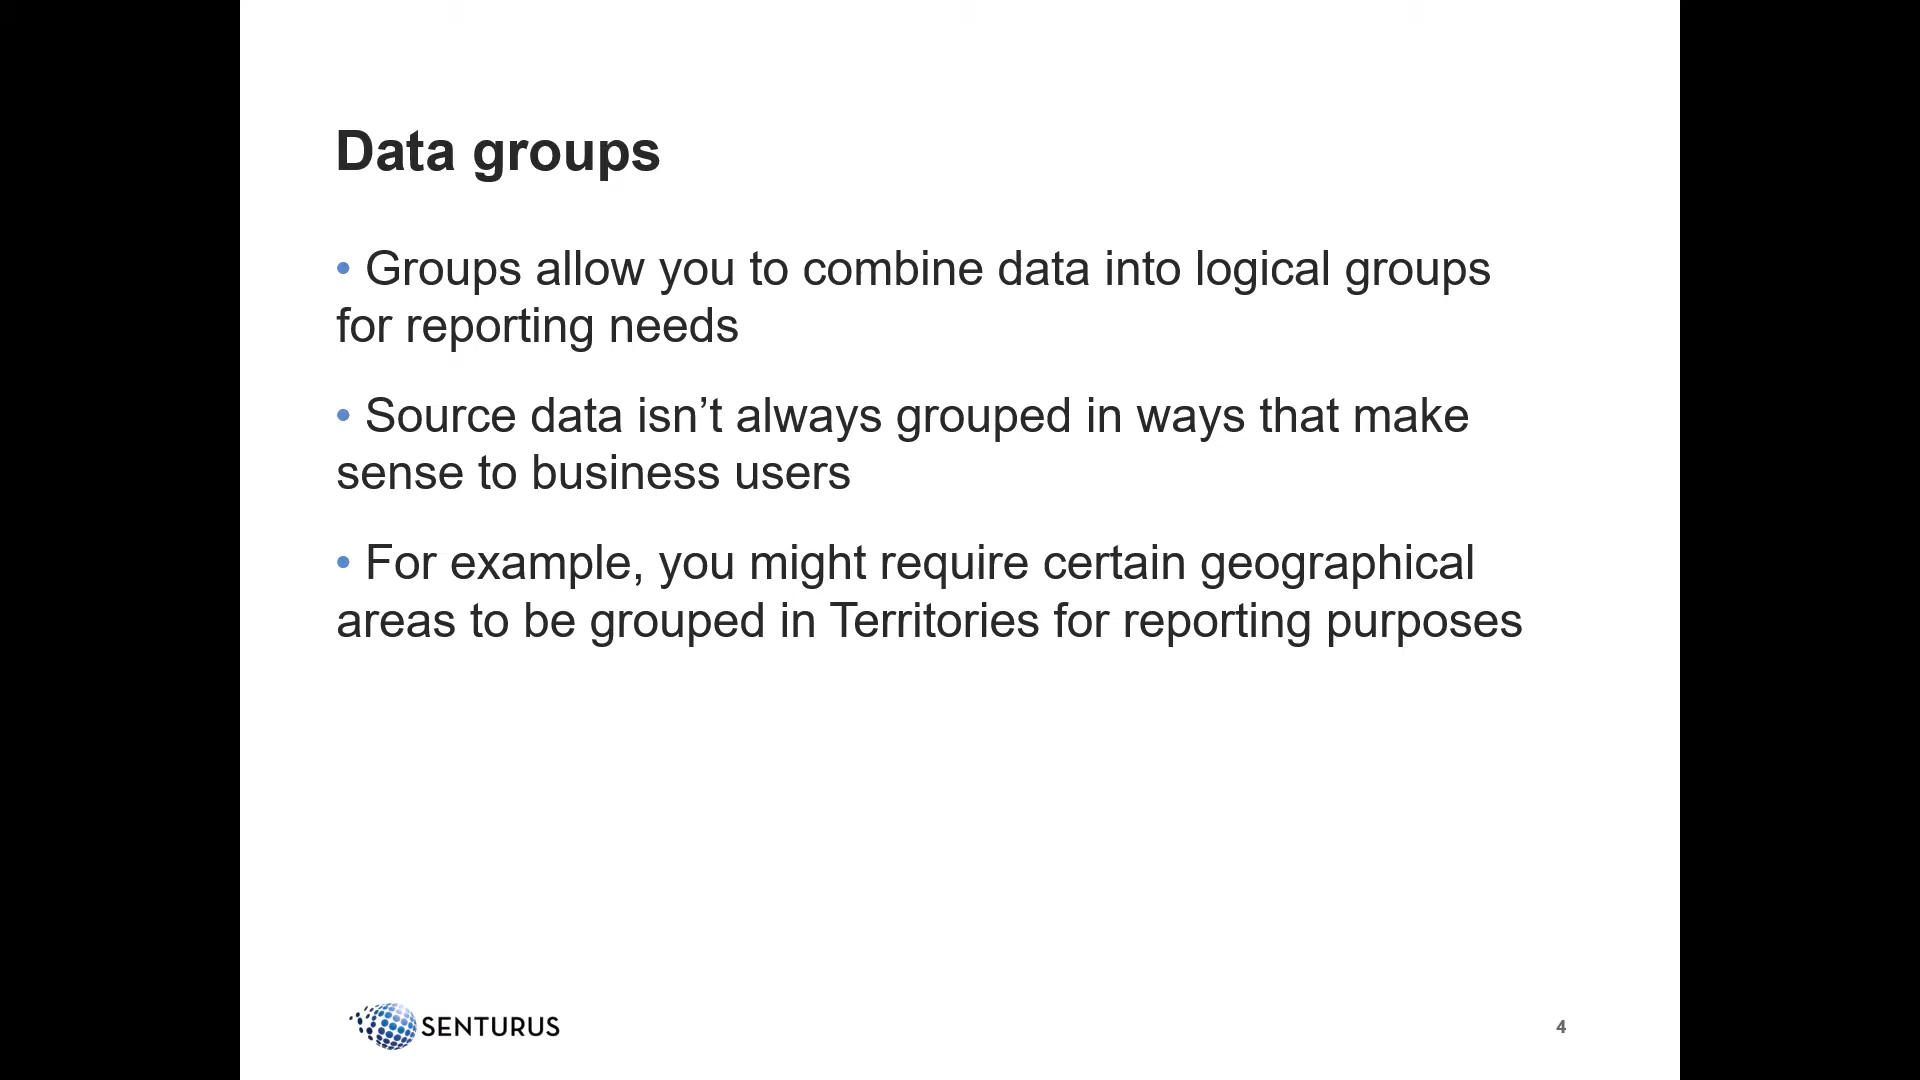 Data groups
• Groups allow you to combine data into logical groups
for reporting needs
• Source data isn’t always grouped in ways that make
sense to business users
• For example, you might require certain geographical
areas to be grouped in Territories for reporting purposes
SENTURUS
4